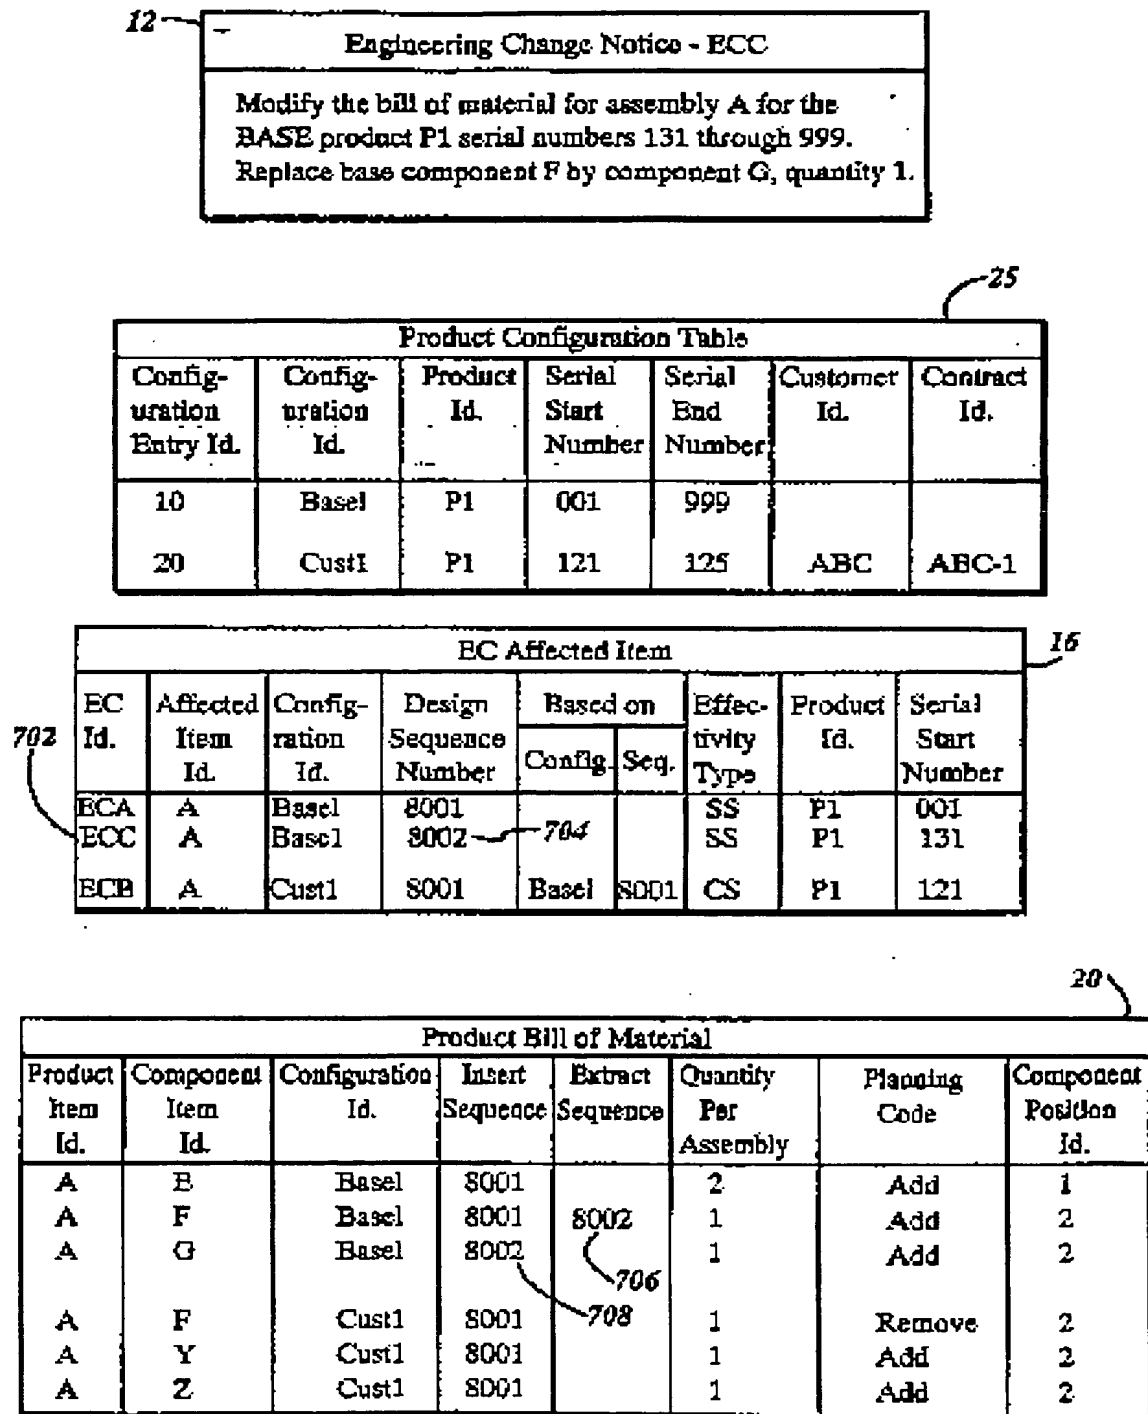 12
Engineering Change Notice - ECC
Modify the bill of material for assembly A for the
BASE product P1 serial numbers 131 through 999.
Replace base component F by component G, quantity 1.
25
Product Configuration Table
Config- Config- Product Serial Serial Customer Contract
uration uration Id. Start End Id. Id.
Entry Id. Id. Number Number
10 Base1 P1 001 999
20 Cust1 P1 121 125 ABC ABC-1
16
EC Affected Item
EC Affected Config- Design Based on Effec- Product Serial
702 Id. Item ration Sequence tivity Id. Start
Id. Id. Number Config. Seq. Type Number
ECA A Base1 8001 SS P1 001
ECC A Base1 8002 704 SS P1 131
ECB A Cust1 8001 Base1 8001 CS P1 121
20
Product Bill of Material
Product Component Configuration Insert Extract Quantity Planning Component
Item Item Id. Sequence Sequence Per Code Position
Id. Id. Assembly Id.
A B Base1 8001 2 Add 1
A F Base1 8001 8002 1 Add 2
A G Base1 8002 1 Add 2
706
708
A F Cust1 8001 1 Remove 2
A Y Cust1 8001 1 Add 2
A Z Cust1 8001 1 Add 2